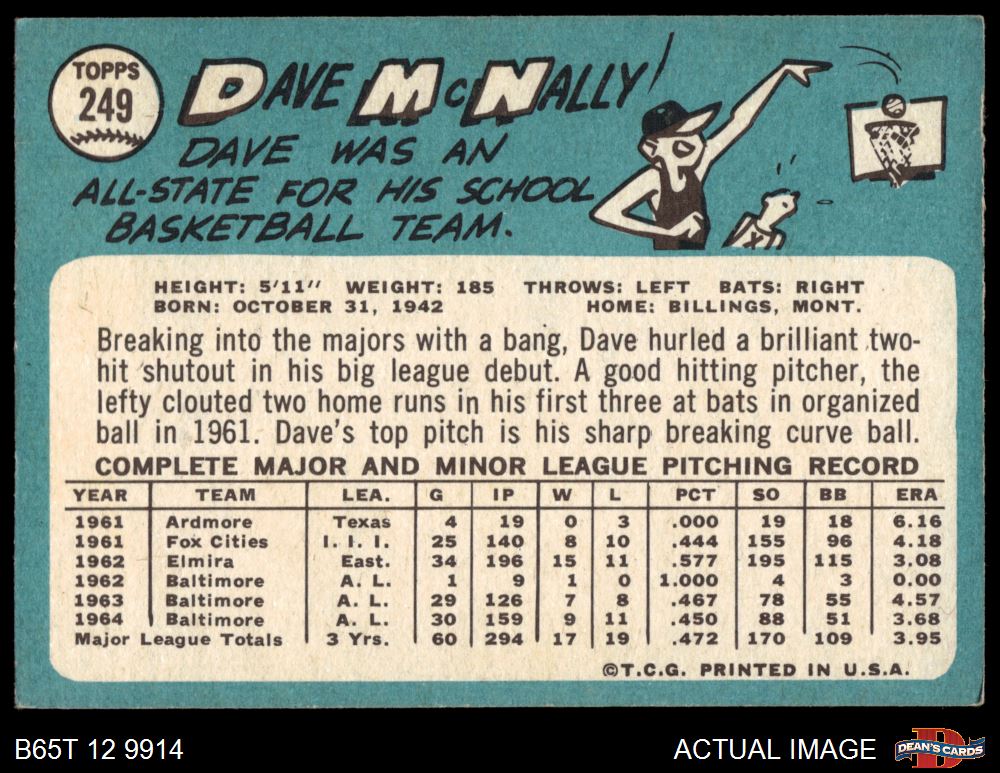 TOPPS
249
DAVE McNALLY
DAVE WAS AN
ALL-STATE FOR HIS SCHOOL
BASKETBALL TEAM.
HEIGHT: 5'11" WEIGHT: 185 THROWS: LEFT BATS: RIGHT
BORN: OCTOBER 31, 1942 HOME: BILLINGS, MONT.
Breaking into the majors with a bang, Dave hurled a brilliant two-
hit shutout in his big league debut. A good hitting pitcher, the
lefty clouted two home runs in his first three at bats in organized
ball in 1961. Dave's top pitch is his sharp breaking curve ball.
COMPLETE MAJOR AND MINOR LEAGUE PITCHING RECORD
YEAR TEAM LEA. G IP W L PCT SO BB ERA
1961 Ardmore Texas 4 19 0 3 .000 19 18 6.16
1961 Fox Cities I. I. I. 25 140 8 10 .444 155 96 4.18
1962 Elmira East. 34 196 15 11 .577 195 115 3.08
1962 Baltimore A. L. 1 9 1 0 1.000 4 3 0.00
1963 Baltimore A. L. 29 126 7 8 .467 78 55 4.57
1964 Baltimore A. L. 30 159 9 11 .450 88 51 3.68
Major League Totals 3 Yrs. 60 294 17 19 .472 170 109 3.95
©T.C.G. PRINTED IN U.S.A.
B65T 12 9914
ACTUAL IMAGE
DEAN'S CARDS